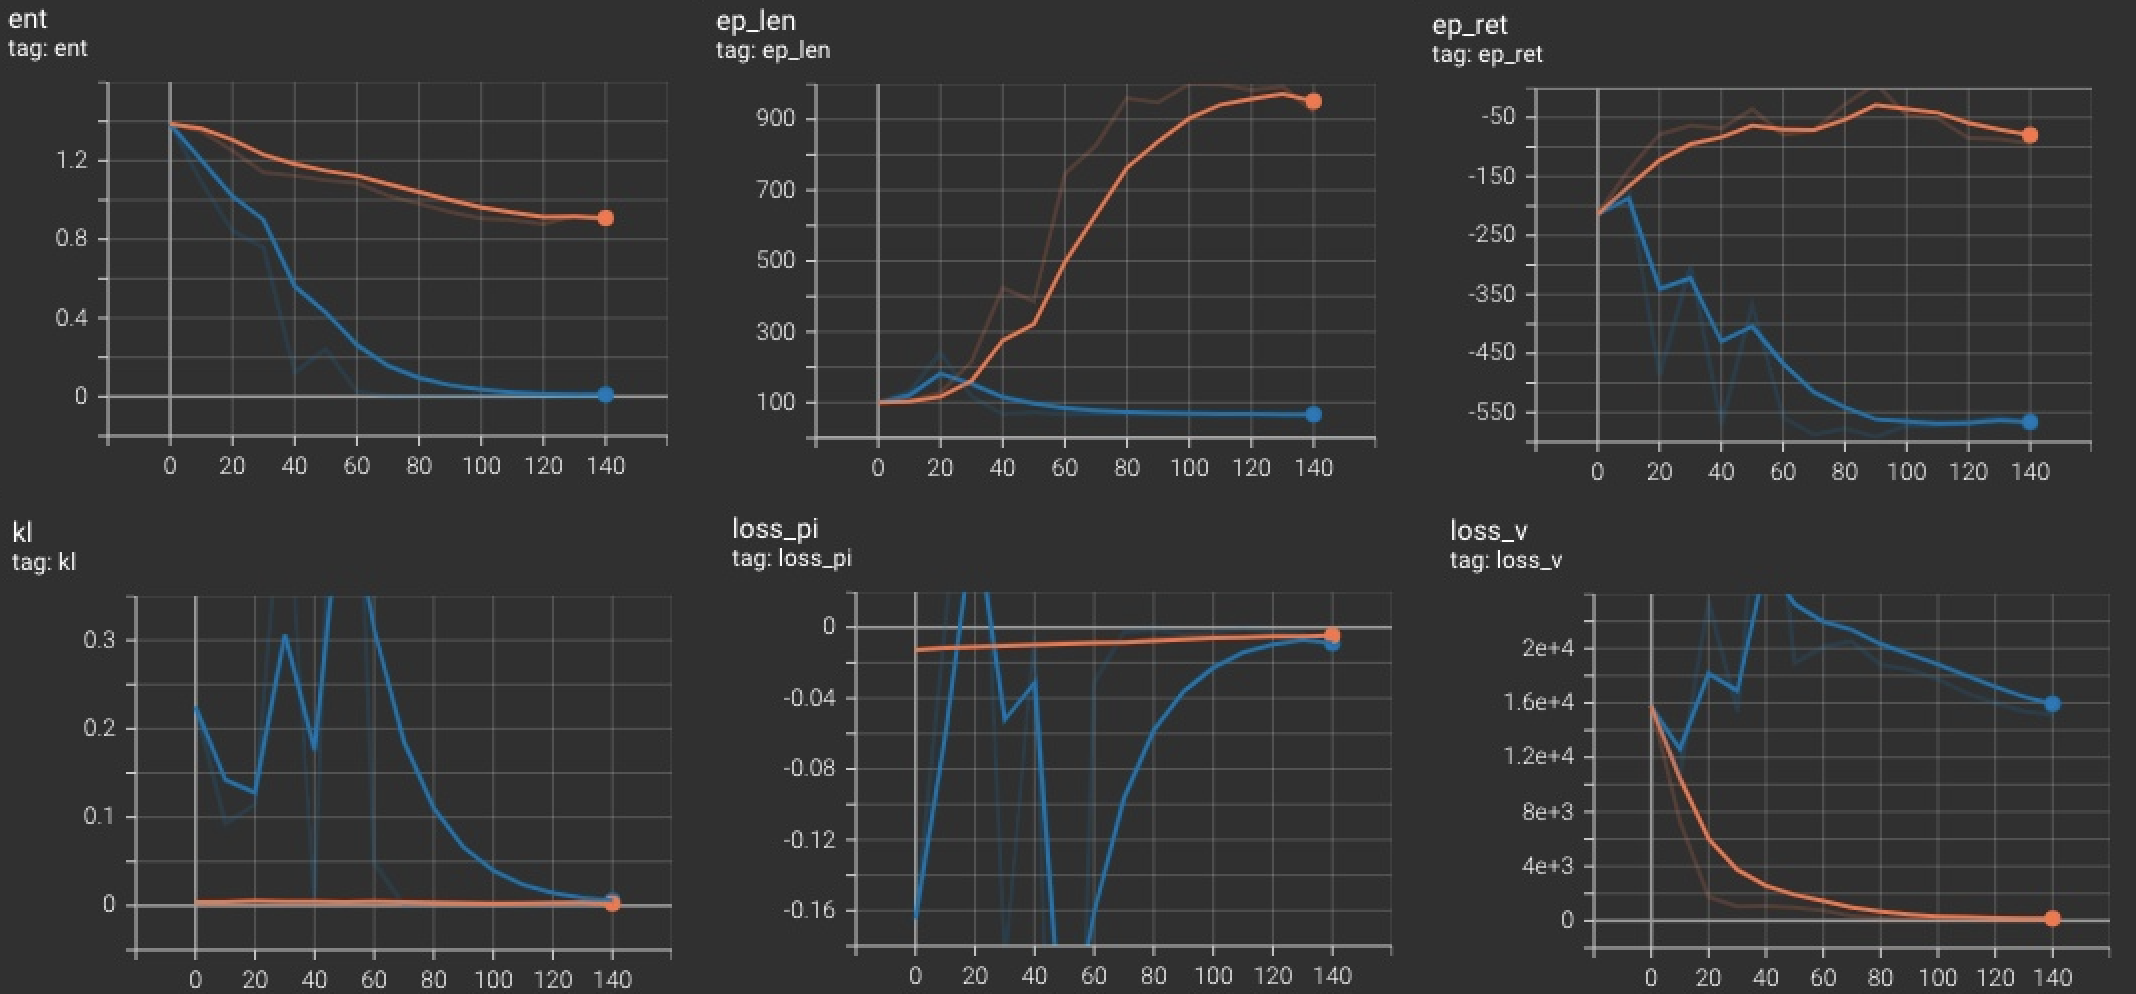 ent
tag: ent
1.2
0.8
0.4
0
0 20 40 60 80 100 120 140
ep_len
tag: ep_len
900
700
500
300
100
0 20 40 60 80 100 120 140
ep_ret
tag: ep_ret
-50
-150
-250
-350
-450
-550
0 20 40 60 80 100 120 140
kl
tag: kl
0.3
0.2
0.1
0
0 20 40 60 80 100 120 140
loss_pi
tag: loss_pi
0
-0.04
-0.08
-0.12
-0.16
0 20 40 60 80 100 120 140
loss_v
tag: loss_v
2e+4
1.6e+4
1.2e+4
8e+3
4e+3
0
0 20 40 60 80 100 120 140